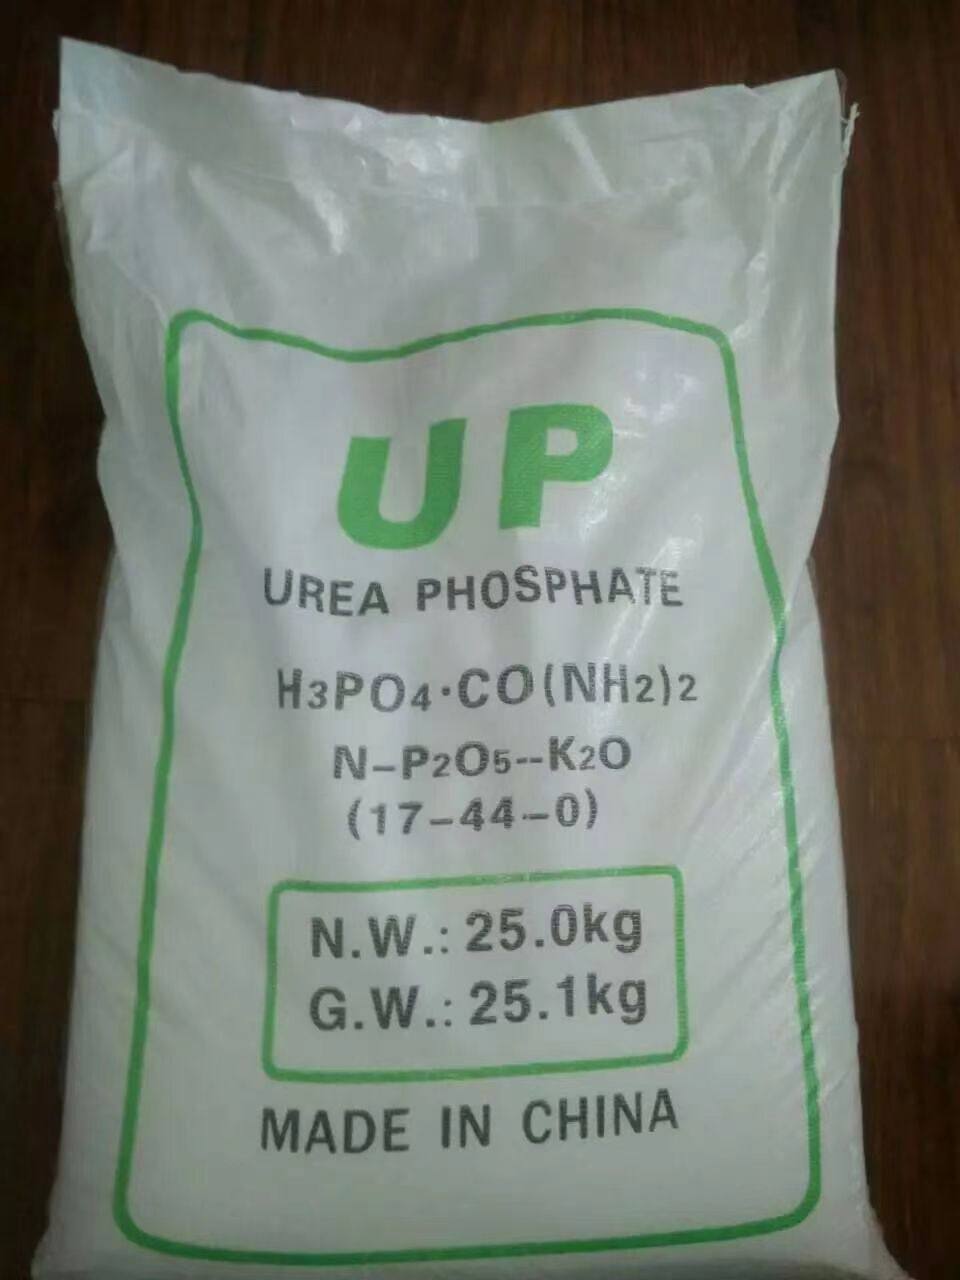 UP
UREA PHOSPHATE
H3PO4·CO(NH2)2
N-P2O5--K2O
(17-44-0)
N.W.: 25.0kg
G.W.: 25.1kg
MADE IN CHINA